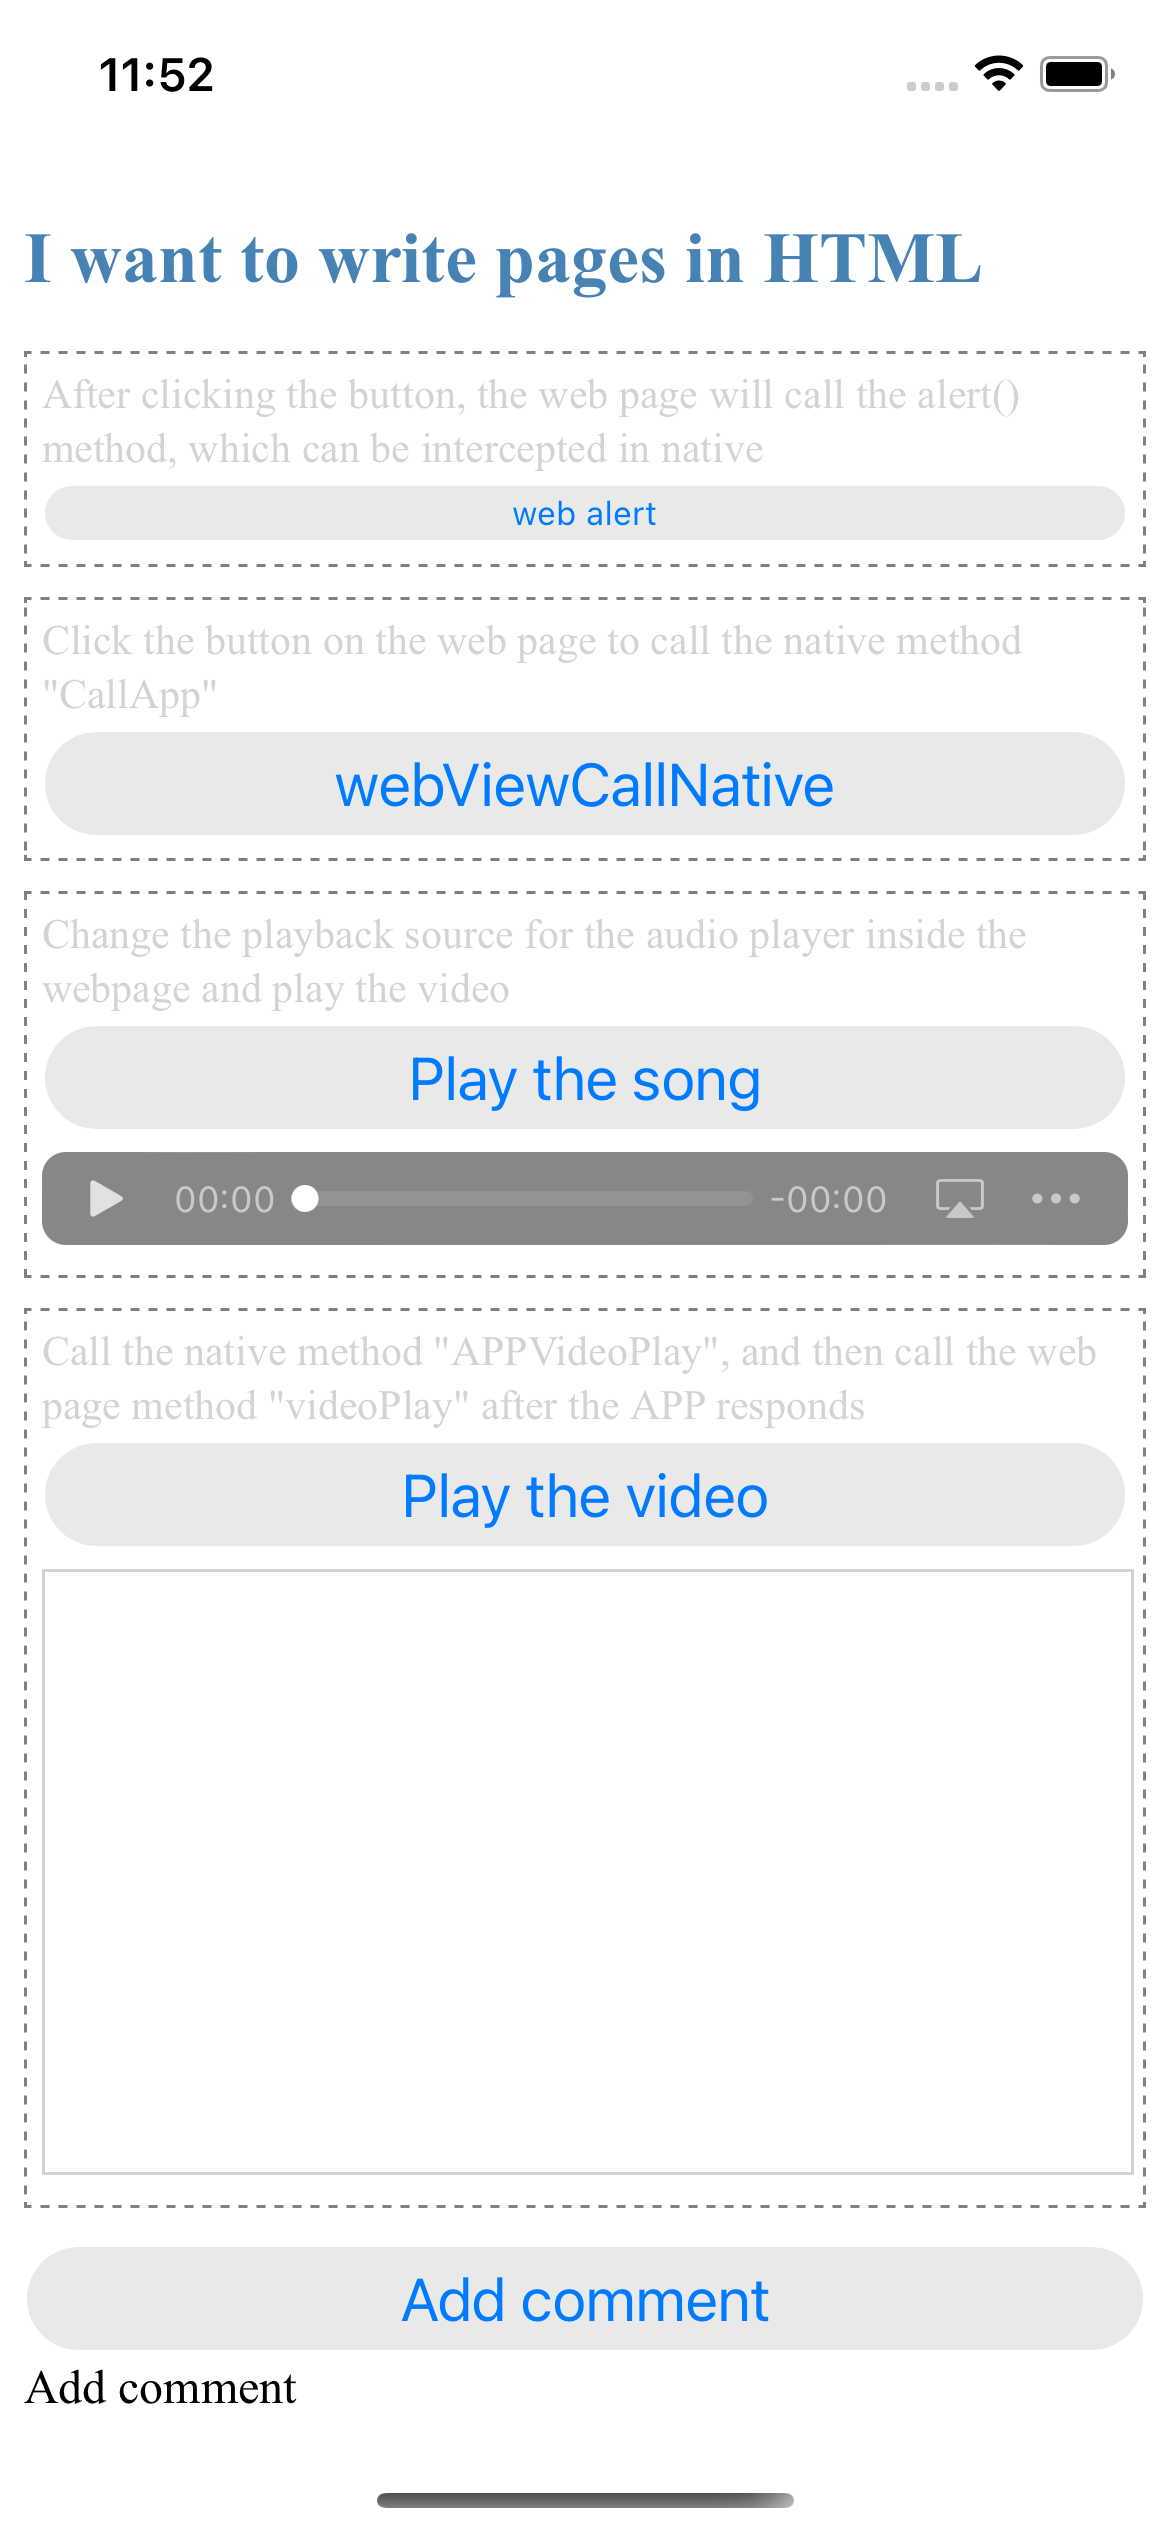 11:52
I want to write pages in HTML
After clicking the button, the web page will call the alert()
method, which can be intercepted in native
web alert
Click the button on the web page to call the native method
"CallApp"
webViewCallNative
Change the playback source for the audio player inside the
webpage and play the video
Play the song
00:00 -00:00
Call the native method "APPVideoPlay", and then call the web
page method "videoPlay" after the APP responds
Play the video
Add comment
Add comment